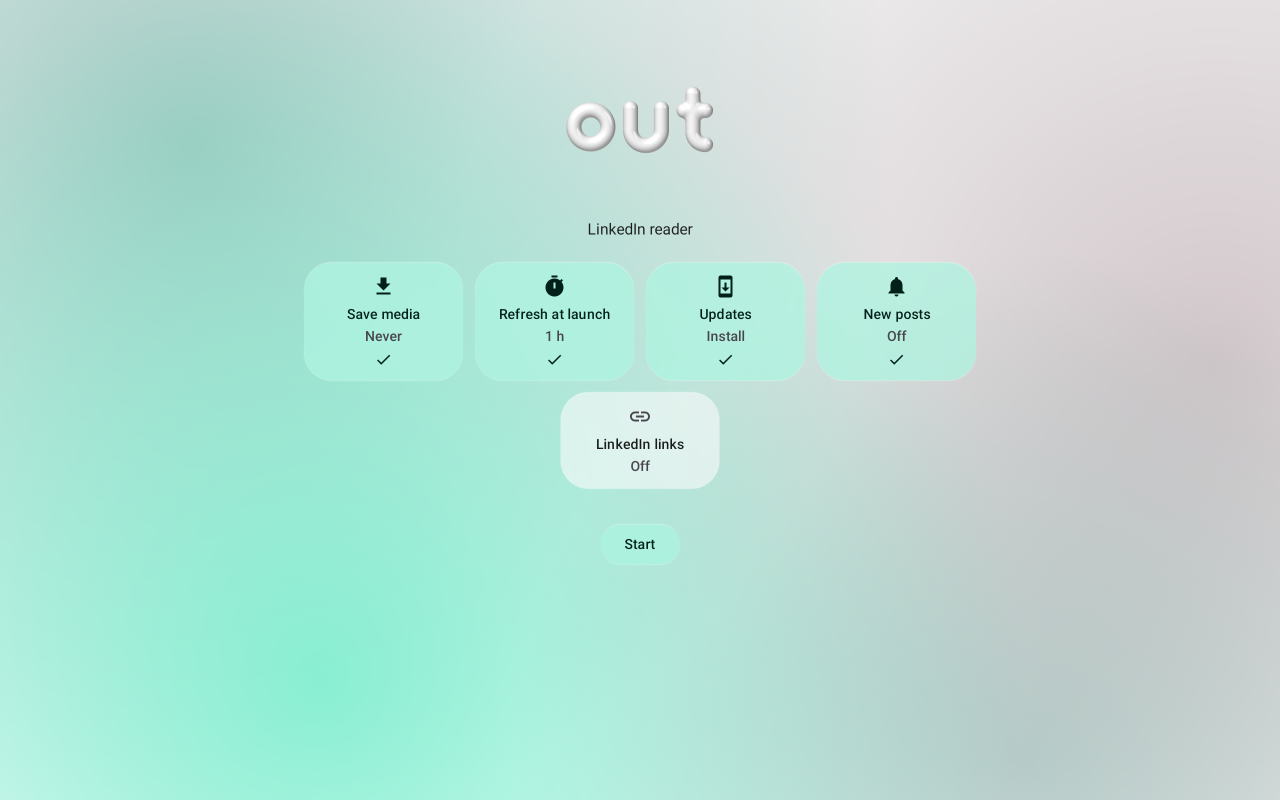 out
LinkedIn reader
Save media
Never
Refresh at launch
1 h
Updates
Install
New posts
Off
LinkedIn links
Off
Start